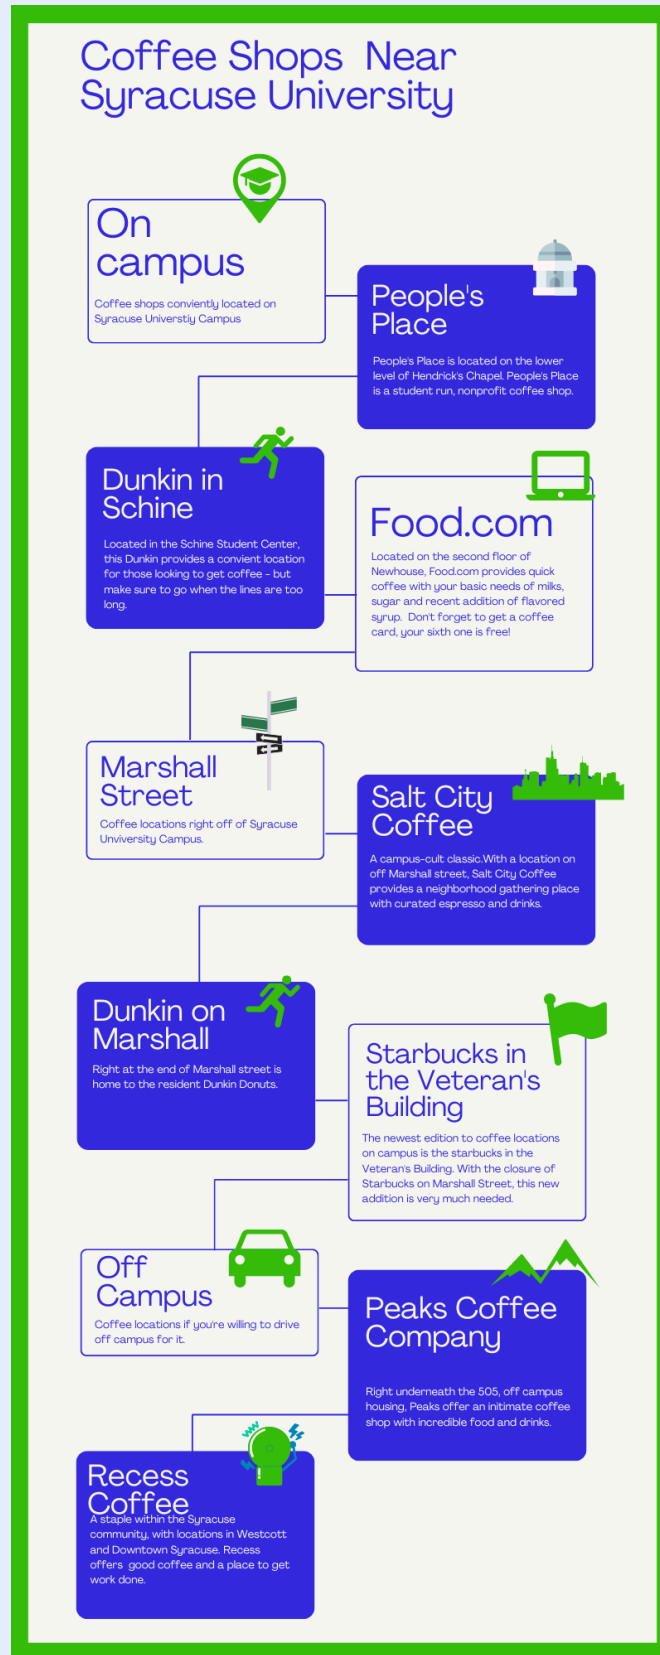 Coffee Shops Near
Syracuse University
On
campus
Coffee shops conviently located on
Syracuse Universtiy Campus
People's
Place
People's Place is located on the lower
level of Hendrick's Chapel. People's Place
is a student run, nonprofit coffee shop.
Dunkin in
Schine
Located in the Schine Student Center,
this Dunkin provides a convient location
for those looking to get coffee - but
make sure to go when the lines are too
long.
Food.com
Located on the second floor of
Newhouse, Food.com provides quick
coffee with your basic needs of milks,
sugar and recent addition of flavored
syrup. Don't forget to get a coffee
card, your sixth one is free!
Marshall
Street
Coffee locations right off of Syracuse
Unviversity Campus.
Salt City
Coffee
A campus-cult classic.With a location on
off Marshall street, Salt City Coffee
provides a neighborhood gathering place
with curated espresso and drinks.
Dunkin on
Marshall
Right at the end of Marshall street is
home to the resident Dunkin Donuts.
Starbucks in
the Veteran's
Building
The newest edition to coffee locations
on campus is the starbucks in the
Veteran's Building. With the closure of
Starbucks on Marshall Street, this new
addition is very much needed.
Off
Campus
Coffee locations if you're willing to drive
off campus for it.
Peaks Coffee
Company
Right underneath the 505, off campus
housing, Peaks offer an initimate coffee
shop with incredible food and drinks.
Recess
Coffee
A staple within the Syracuse
community, with locations in Westcott
and Downtown Syracuse. Recess
offers good coffee and a place to get
work done.